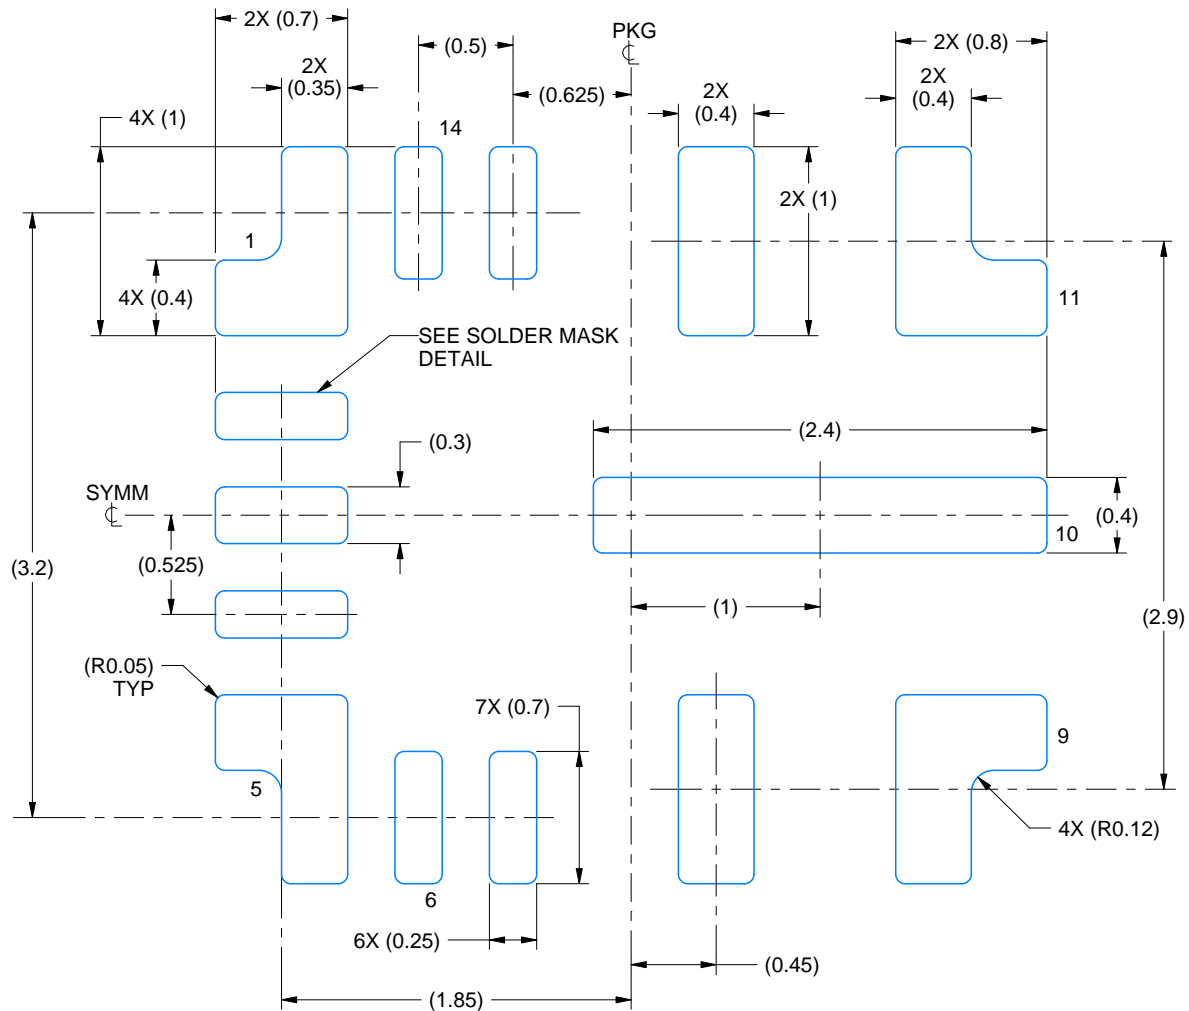 2X (0.7)
(0.5)
PKG
℄
2X (0.8)
2X
(0.35)
(0.625)
2X
(0.4)
2X
(0.4)
4X (1)
14
2X (1)
1
4X (0.4)
11
SEE SOLDER MASK
DETAIL
(2.4)
(0.3)
SYMM
℄
(0.4)
10
(3.2)
(0.525)
(1)
(2.9)
(R0.05)
TYP
7X (0.7)
9
5
4X (R0.12)
6
6X (0.25)
(0.45)
(1.85)